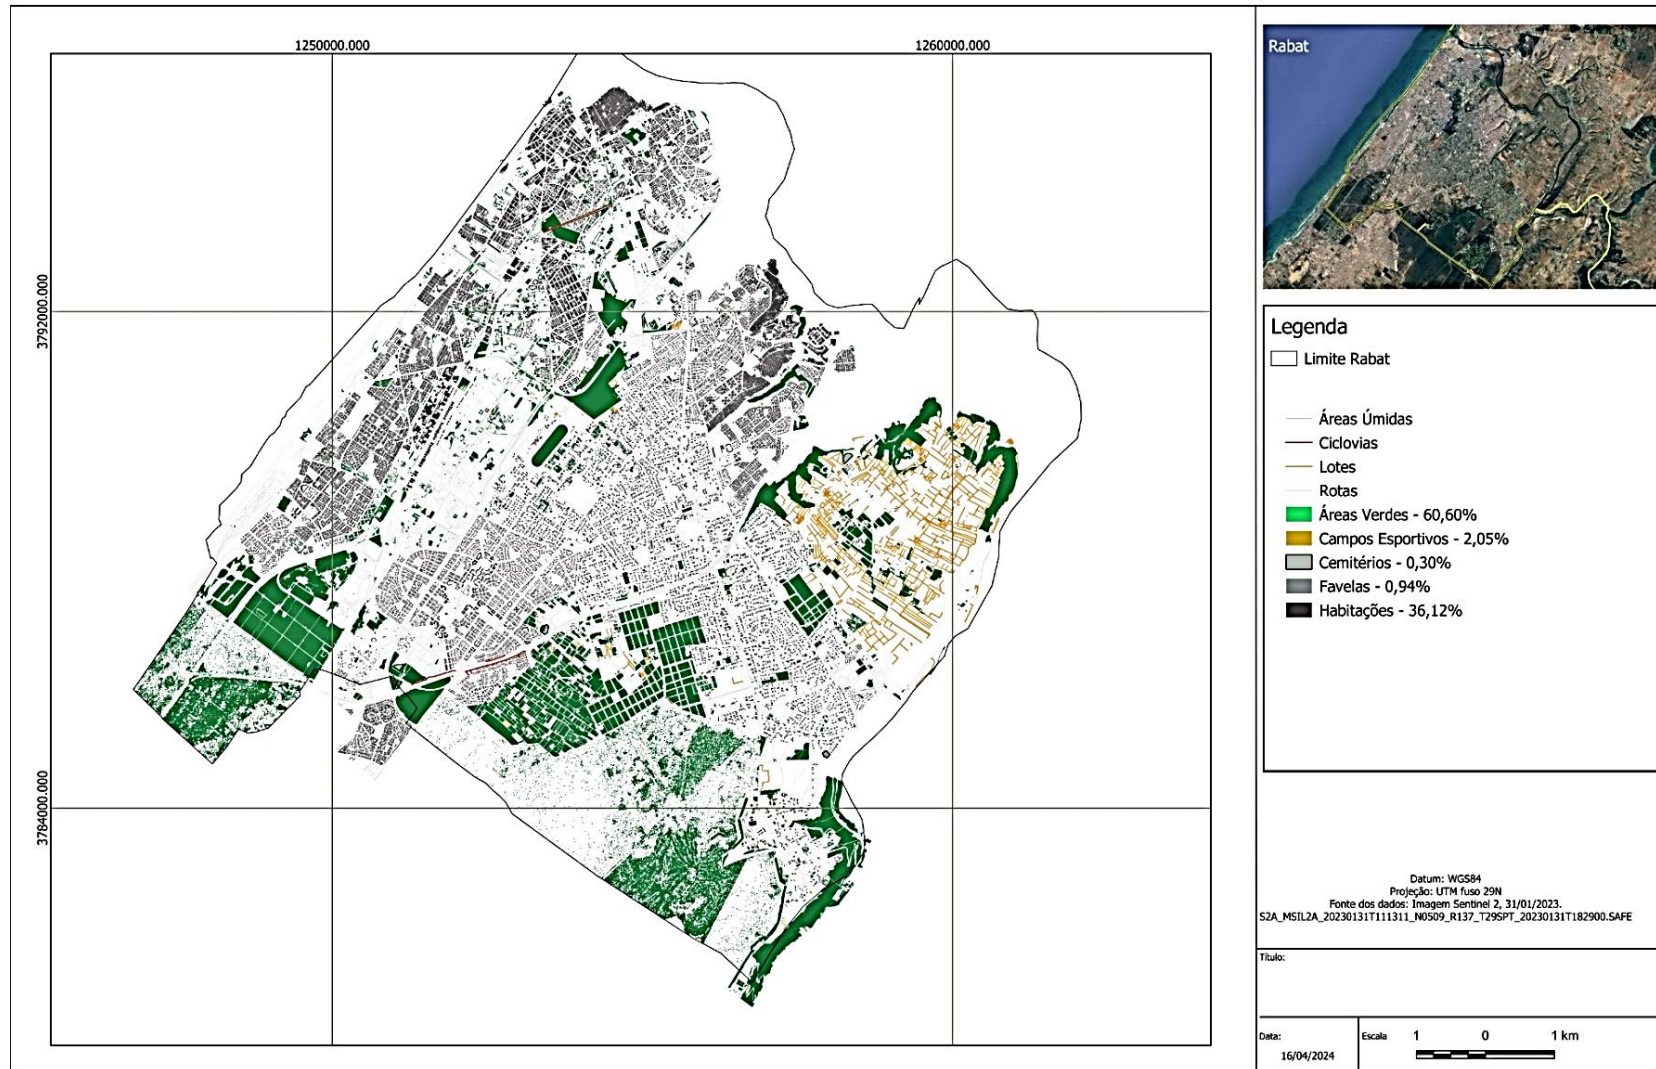 1250000.000
1260000.000
3792000.000
3784000.000
Rabat
Legenda
Limite Rabat
Áreas Úmidas
Ciclovias
Lotes
Rotas
Áreas Verdes - 60,60%
Campos Esportivos - 2,05%
Cemitérios - 0,30%
Favelas - 0,94%
Habitações - 36,12%
Datum: WGS84
Projeção: UTM fuso 29N
Fonte dos dados: Imagem Sentinel 2, 31/01/2023.
S2A_MSIL2A_20230131T111311_N0509_R137_T29SPT_20230131T182900.SAFE
Título:
Data:
16/04/2024
Escala
1 0 1 km